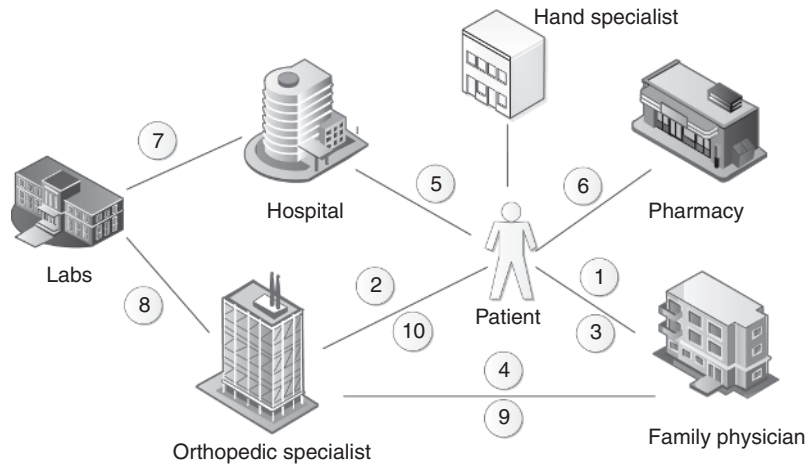 Hand specialist
7
5
6
Hospital
Pharmacy
Labs
2
1
8
Patient
10
3
4
9
Orthopedic specialist
Family physician